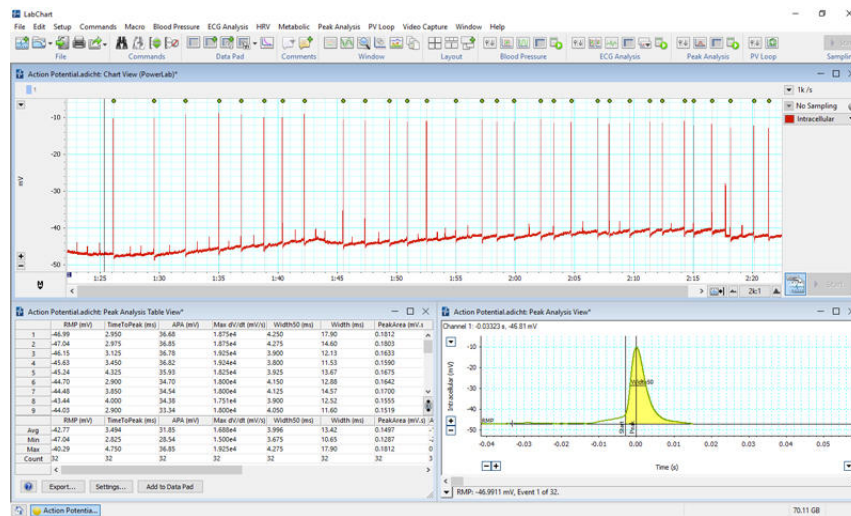 LabChart
File Edit Setup Commands Macro Blood Pressure ECG Analysis HRV Metabolic Peak Analysis PV Loop Video Capture Window Help
File Commands Data Pad Comments Window Layout Blood Pressure ECG Analysis Peak Analysis PV Loop Sampling
Action Potential.adicht: Chart View (PowerLab)*
1
1k /s
No Sampling
Intracellular
-10
-20
-30
-40
-50
mV
1:25 1:30 1:35 1:40 1:45 1:50 1:55 2:00 2:05 2:10 2:15 2:20
2k:1
Start
Action Potential.adicht: Peak Analysis Table View*
RMP (mV) TimeToPeak (ms) APA (mV) Max dV/dt (mV/s) Width50 (ms) Width (ms) PeakArea (mV.s
1 -46.99 2.950 36.68 1.875e4 4.250 17.90 0.1812
2 -47.04 2.975 36.85 1.875e4 4.275 14.60 0.1803
3 -46.15 3.125 36.78 1.925e4 3.900 12.13 0.1633
4 -45.63 3.450 36.82 1.924e4 3.800 11.53 0.1590
5 -45.24 4.325 35.93 1.825e4 3.925 13.67 0.1675
6 -44.70 2.900 34.70 1.800e4 4.150 12.88 0.1642
7 -44.48 3.850 34.54 1.800e4 4.125 14.57 0.1700
8 -43.44 4.000 34.38 1.751e4 3.900 12.52 0.1555
9 -44.03 2.900 33.34 1.800e4 4.050 11.60 0.1519
RMP (mV) TimeToPeak (ms) APA (mV) Max dV/dt (mV/s) Width50 (ms) Width (ms) PeakArea (mV.s) A
Avg -42.77 3.494 31.85 1.688e4 3.996 13.42 0.1497
Min -47.04 2.825 28.54 1.500e4 3.675 10.65 0.1287
Max -40.29 4.750 36.85 1.925e4 4.275 17.90 0.1812
Count 32 32 32 32 32 32 32
Export... Settings... Add to Data Pad
Action Potential.adicht: Peak Analysis View*
Channel 1: -0.03323 s, -46.81 mV
Intracellular (mV)
-10
-20
-30
-40
-50
Width50
RMP
Start
Peak
-0.04 -0.03 -0.02 -0.01 0.00 0.01 0.02 0.03 0.04 0.05
Time (s)
RMP: -46.9911 mV, Event 1 of 32.
Action Potentia...
70.11 GB